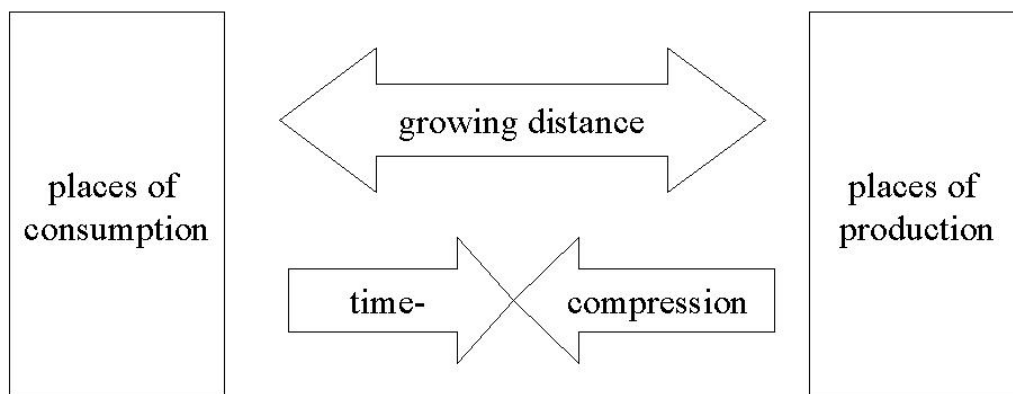 growing distance
places of
consumption
places of
production
time-
compression